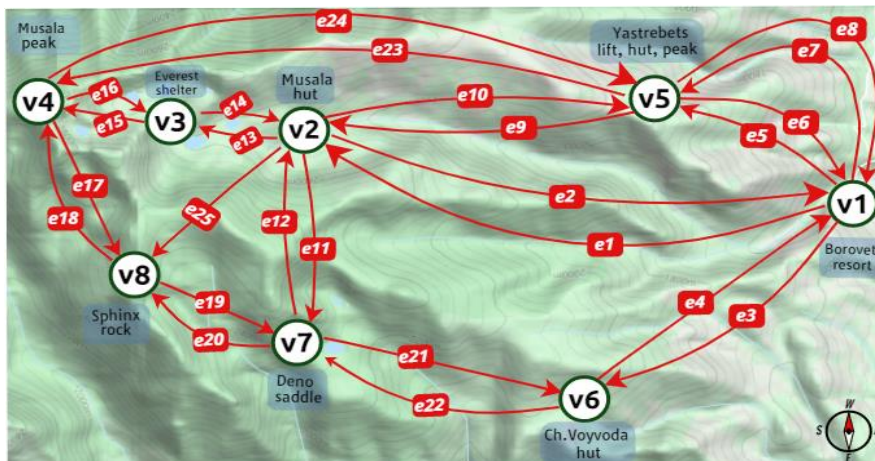 e24
e8
Musala
peak
e23
Yastrebets
lift, hut, peak
e7
Everest
shelter
Musala
hut
v4
e16
e14
e10
v5
e15
v3
e13
v2
e9
e5
e6
e17
e2
v1
e18
e25
e12
e11
e1
Borovet
resort
v8
e19
e4
e3
Sphinx
rock
e20
v7
e21
Deno
saddle
e22
v6
Ch.Voyvoda
hut
W
S
E